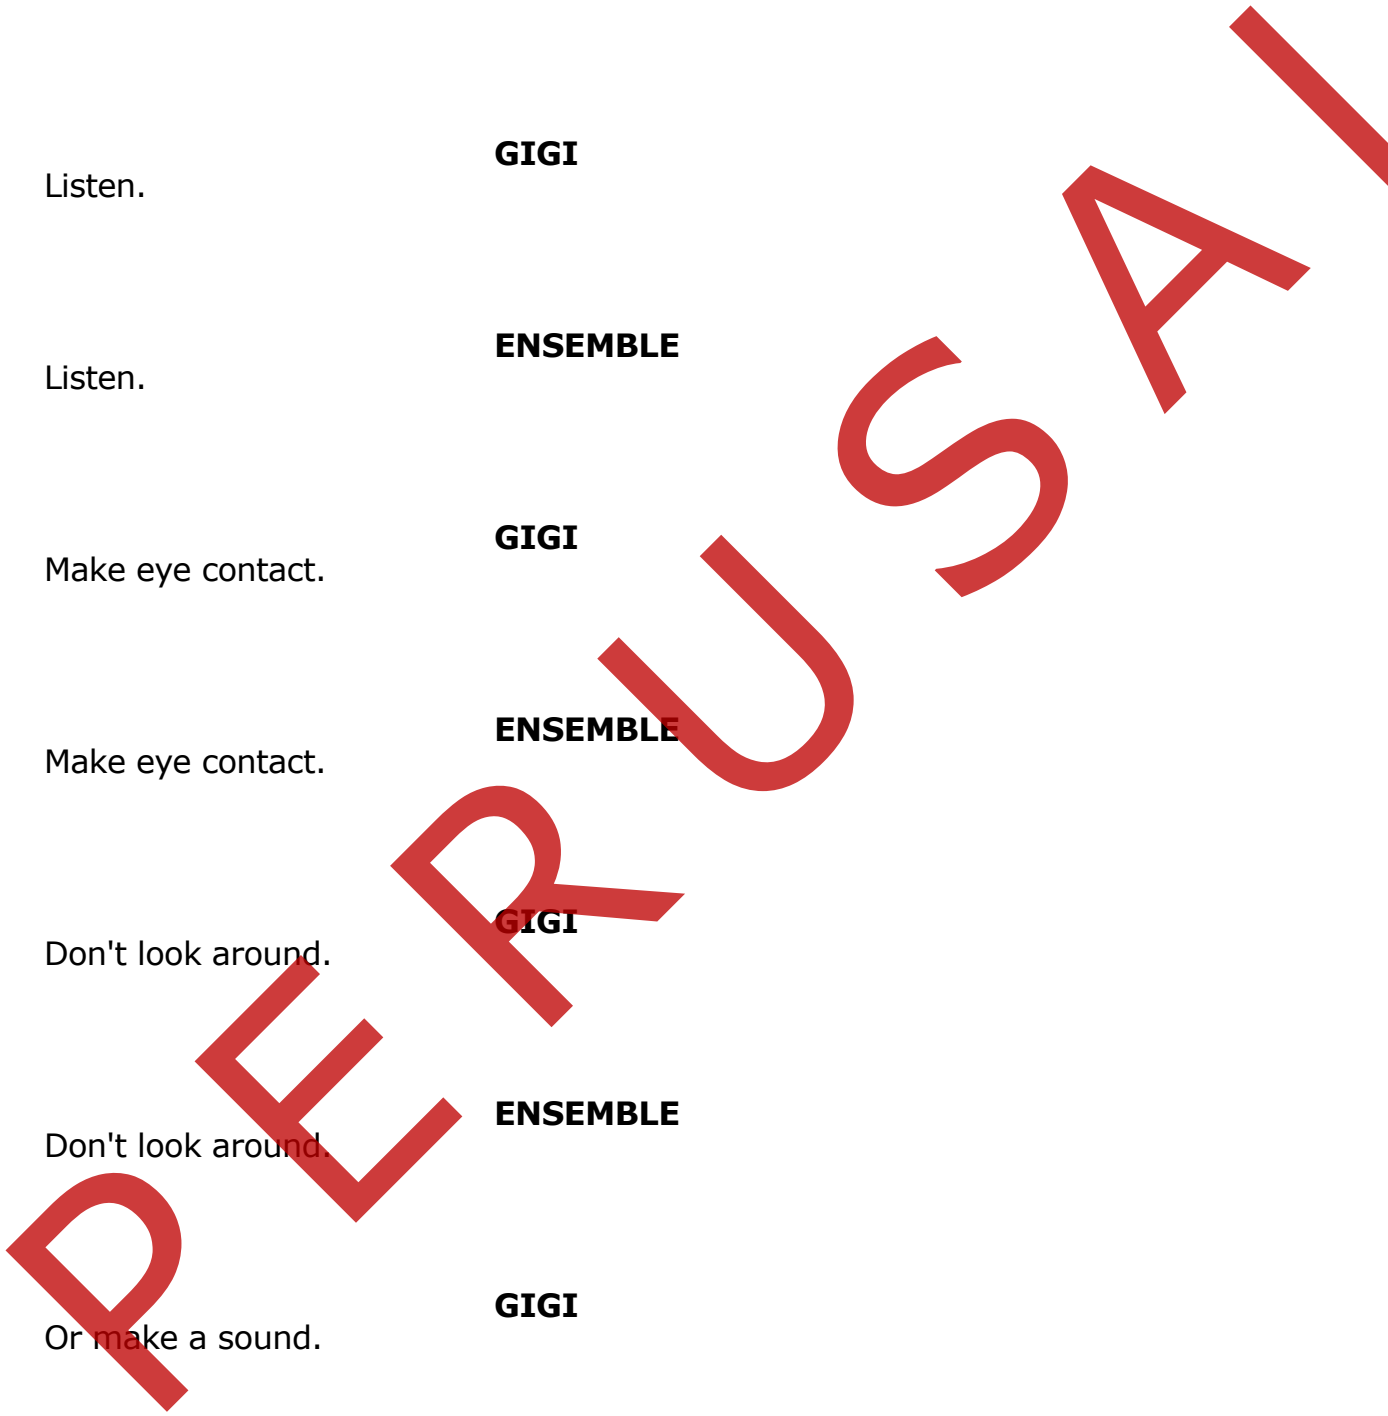 GIGI
Listen.
ENSEMBLE
Listen.
GIGI
Make eye contact.
ENSEMBLE
Make eye contact.
GIGI
Don't look around.
ENSEMBLE
Don't look around.
GIGI
Or make a sound.
PERUSAL